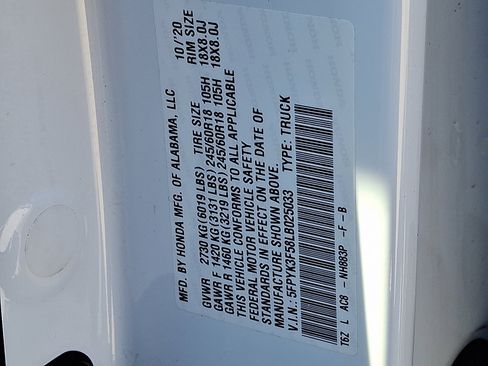 MFD. BY HONDA MFG. OF ALABAMA, LLC 10/'20
GVWR 2730 KG (6019 LBS) TIRE SIZE RIM SIZE
GAWR F 1420 KG (3131 LBS) 245/60R18 105H 18X8.0J
GAWR R 1460 KG (3219 LBS) 245/60R18 105H 18X8.0J
THIS VEHICLE CONFORMS TO ALL APPLICABLE
FEDERAL MOTOR VEHICLE SAFETY
STANDARDS IN EFFECT ON THE DATE OF
MANUFACTURE SHOWN ABOVE.
V.I.N.: 5FPYK3F58LB025033 TYPE: TRUCK
T6Z L AC8 -NH883P -F -B